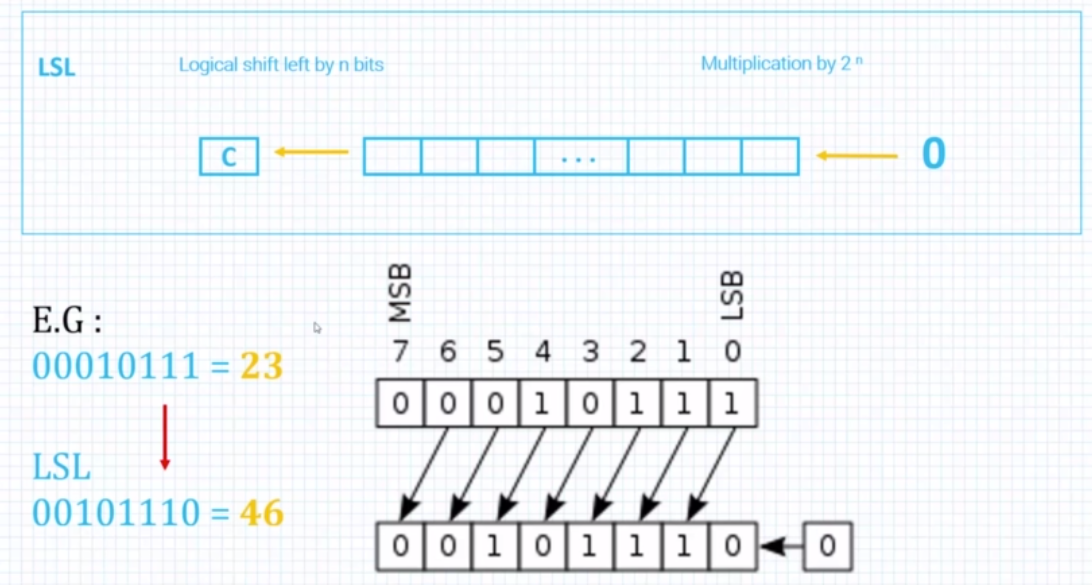 LSL Logical shift left by n bits Multiplication by 2 ⁿ
C ... 0
MSB LSB
E.G :
7 6 5 4 3 2 1 0
00010111 = 23
0 0 0 1 0 1 1 1
LSL
00101110 = 46
0 0 1 0 1 1 1 0 0